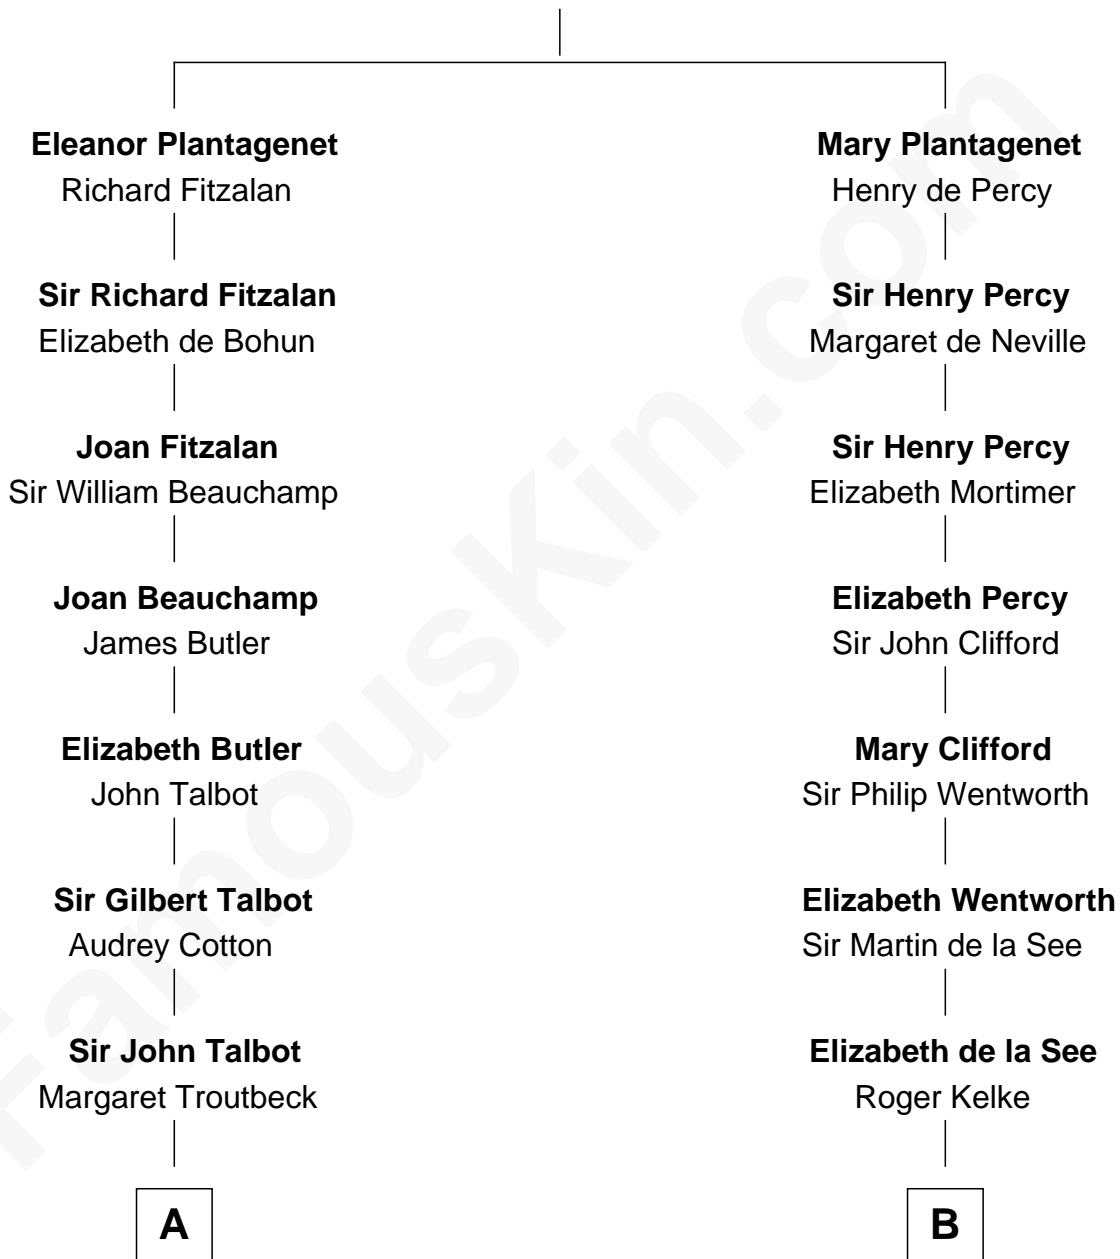 Eleanor Plantagenet
Richard Fitzalan
Sir Richard Fitzalan
Elizabeth de Bohun
Joan Fitzalan
Sir William Beauchamp
Joan Beauchamp
James Butler
Elizabeth Butler
John Talbot
Sir Gilbert Talbot
Audrey Cotton
Sir John Talbot
Margaret Troutbeck
A
Mary Plantagenet
Henry de Percy
Sir Henry Percy
Margaret de Neville
Sir Henry Percy
Elizabeth Mortimer
Elizabeth Percy
Sir John Clifford
Mary Clifford
Sir Philip Wentworth
Elizabeth Wentworth
Sir Martin de la See
Elizabeth de la See
Roger Kelke
B
FamousKin.com